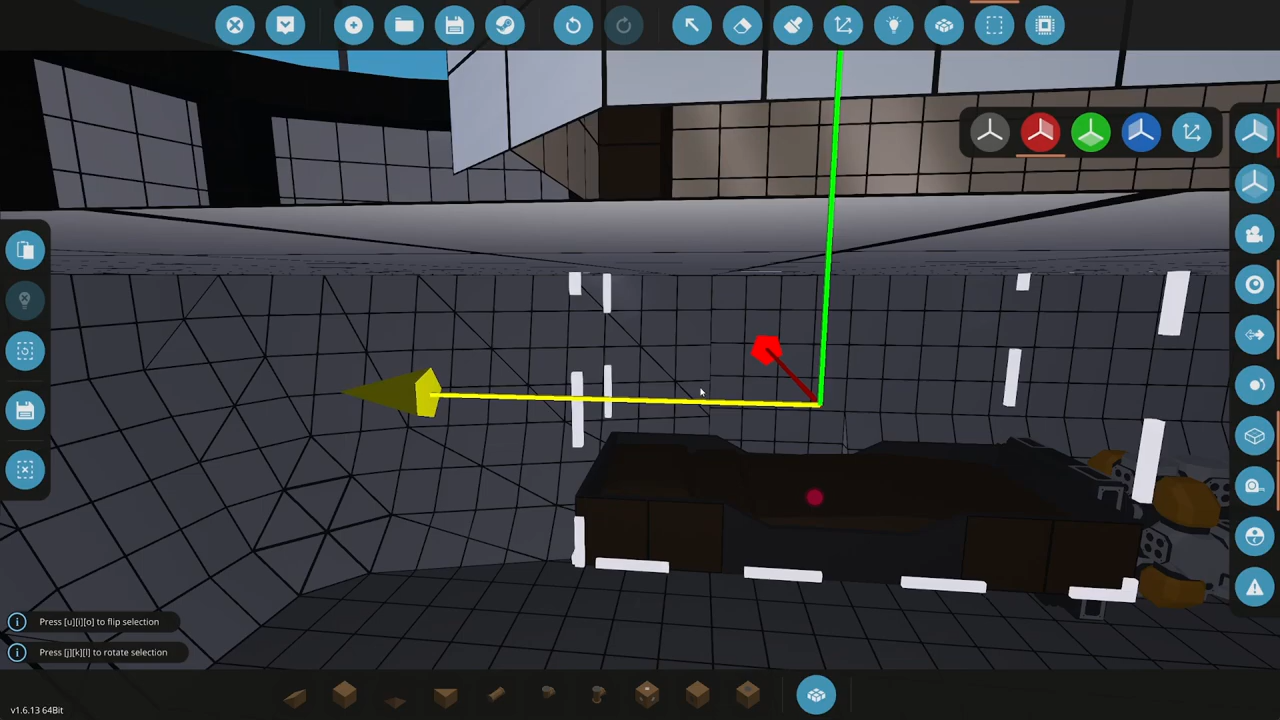 Press [u][i][o] to flip selection
Press [j][k][l] to rotate selection
v1.6.13 64Bit